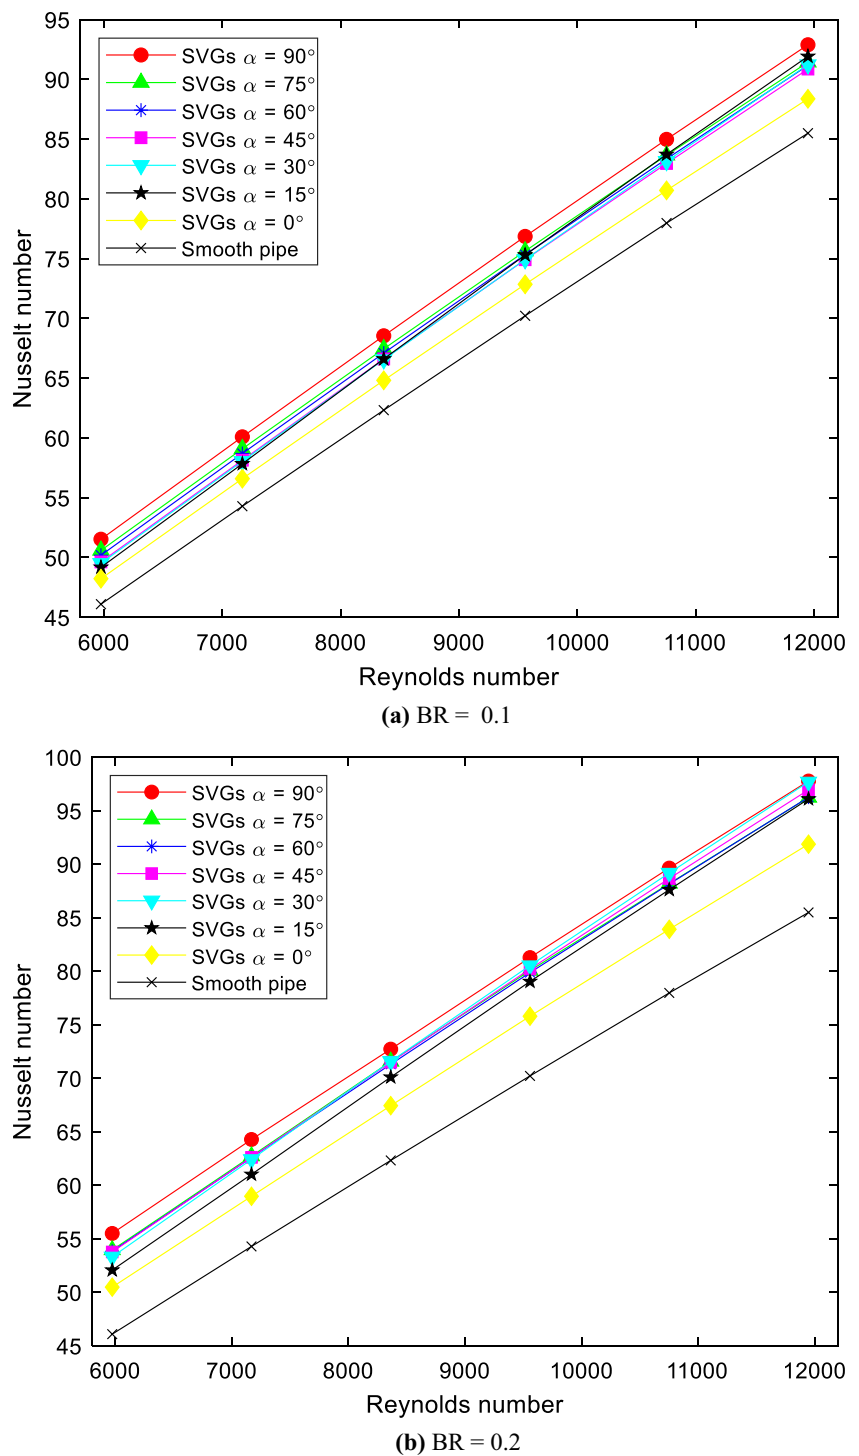 95
90
85
80
75
70
65
60
55
50
45
Nusselt number
SVGs α = 90°
SVGs α = 75°
SVGs α = 60°
SVGs α = 45°
SVGs α = 30°
SVGs α = 15°
SVGs α = 0°
Smooth pipe
6000 7000 8000 9000 10000 11000 12000
Reynolds number
(a) BR = 0.1
100
95
90
85
80
75
70
65
60
55
50
45
Nusselt number
SVGs α = 90°
SVGs α = 75°
SVGs α = 60°
SVGs α = 45°
SVGs α = 30°
SVGs α = 15°
SVGs α = 0°
Smooth pipe
6000 7000 8000 9000 10000 11000 12000
Reynolds number
(b) BR = 0.2